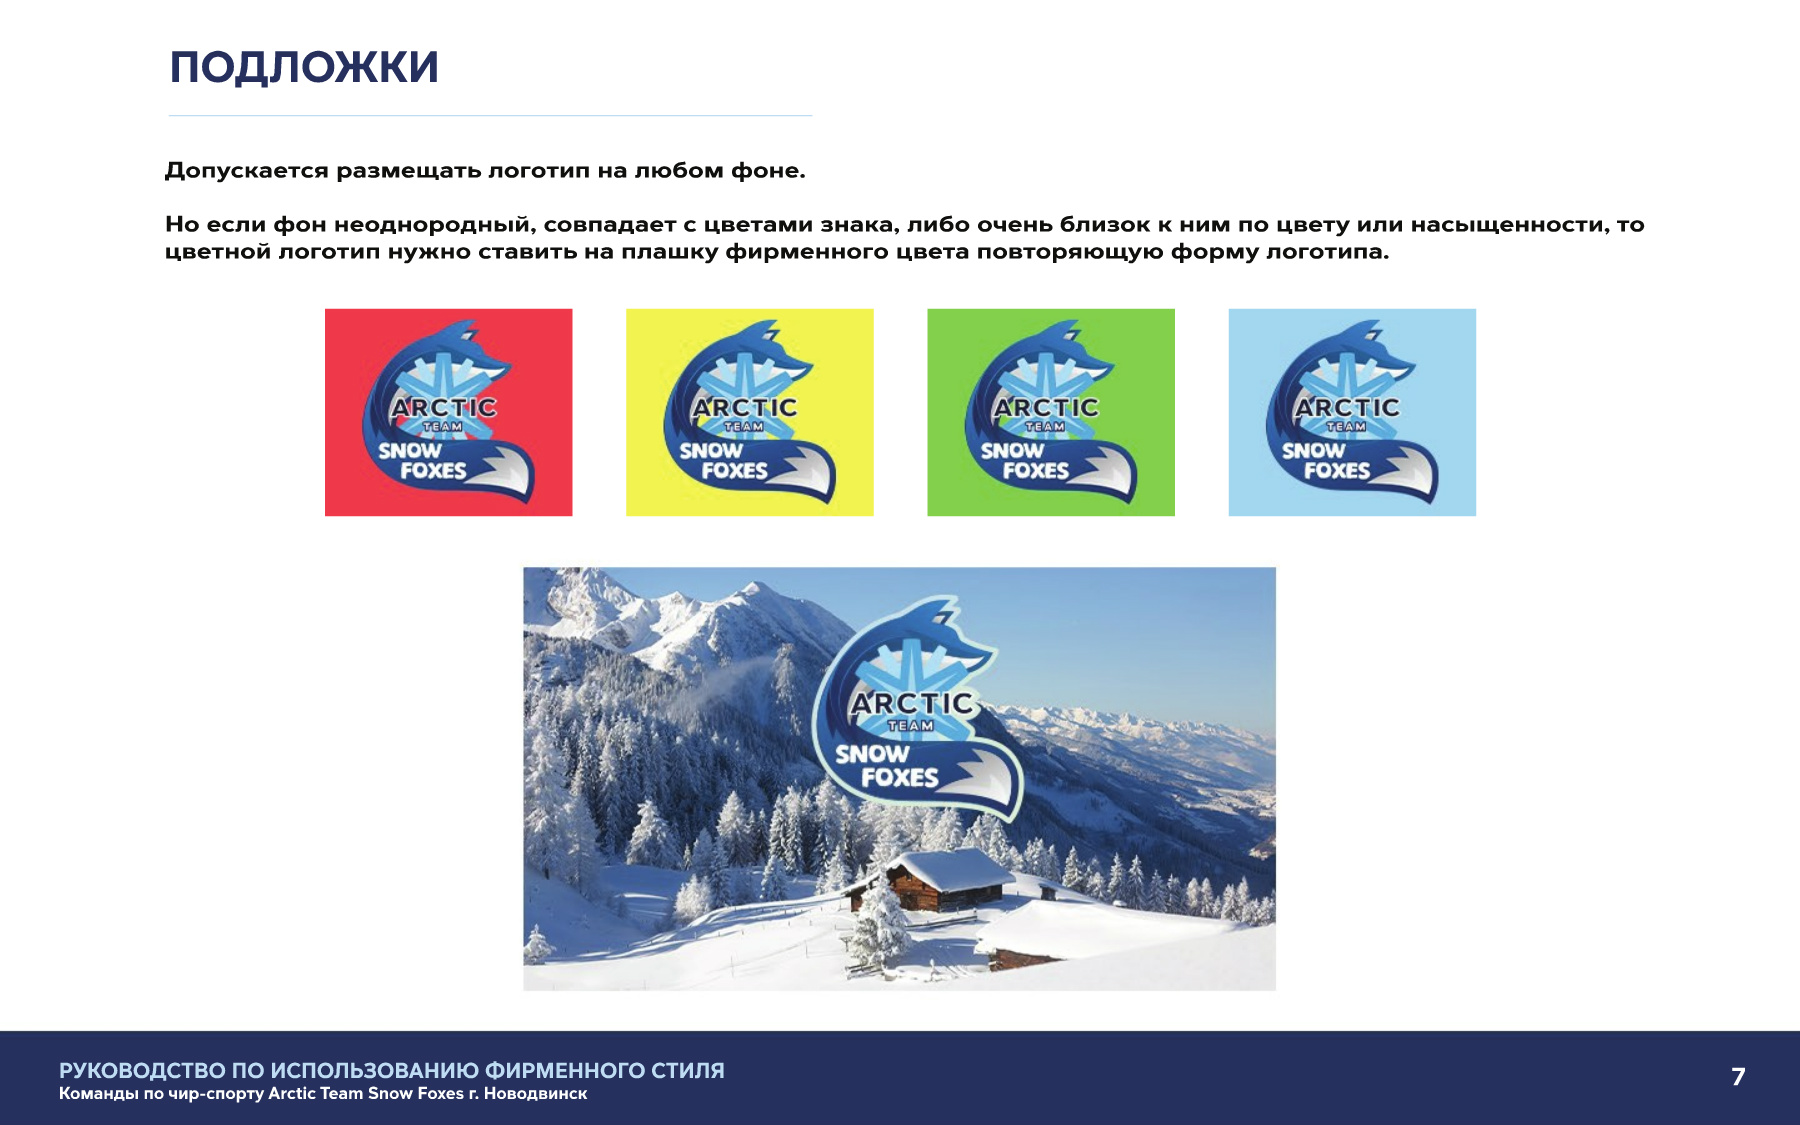 ПОДЛОЖКИ
Допускается размещать логотип на любом фоне.
Но если фон неоднородный, совпадает с цветами знака, либо очень близок к ним по цвету или насыщенности, то
цветной логотип нужно ставить на плашку фирменного цвета повторяющую форму логотипа.
ARCTIC
TEAM
SNOW
FOXES
ARCTIC
TEAM
SNOW
FOXES
ARCTIC
TEAM
SNOW
FOXES
ARCTIC
TEAM
SNOW
FOXES
ARCTIC
TEAM
SNOW
FOXES
РУКОВОДСТВО ПО ИСПОЛЬЗОВАНИЮ ФИРМЕННОГО СТИЛЯ
Команды по чир-спорту Arctic Team Snow Foxes г. Новодвинск
7